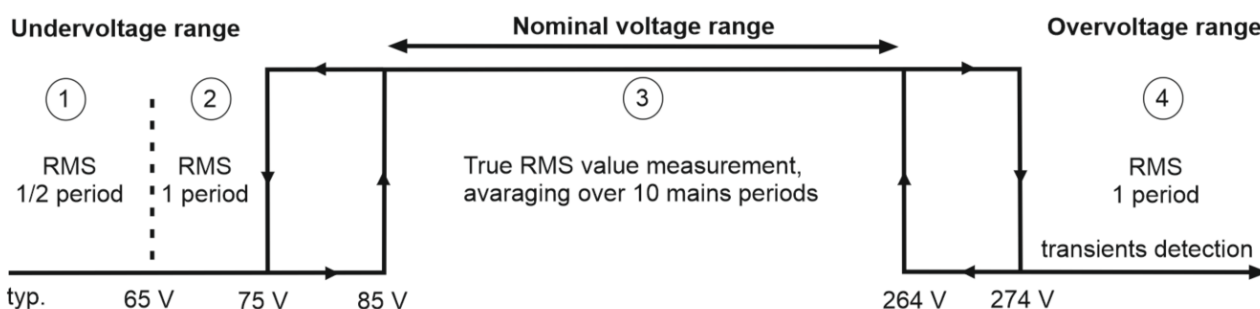 Undervoltage range
Nominal voltage range
Overvoltage range
1
2
3
4
RMS
1/2 period
RMS
1 period
True RMS value measurement,
avaraging over 10 mains periods
RMS
1 period
transients detection
typ.
65 V
75 V
85 V
264 V
274 V